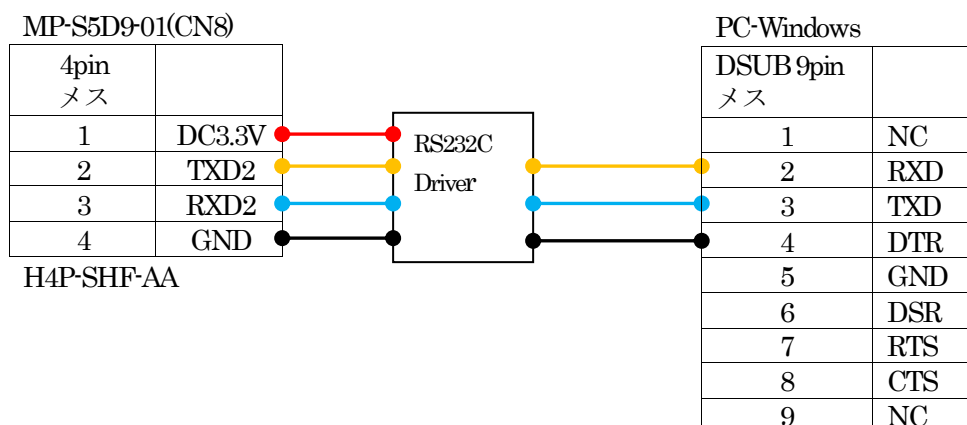 MP-S5D9-01(CN8)
4pin
メス
1 DC3.3V
2 TXD2
3 RXD2
4 GND
H4P-SHF-AA
RS232C
Driver
PC-Windows
DSUB 9pin
メス
1 NC
2 RXD
3 TXD
4 DTR
5 GND
6 DSR
7 RTS
8 CTS
9 NC